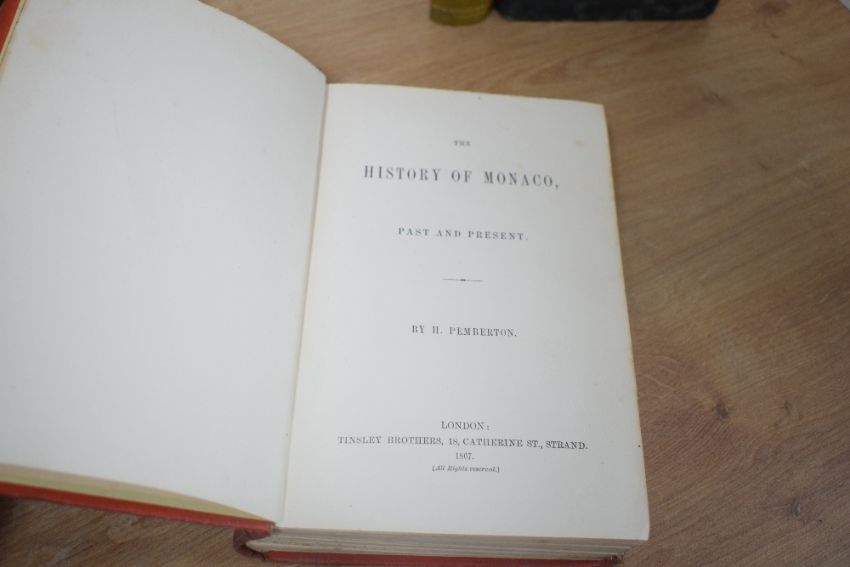 THE
HISTORY OF MONACO,
PAST AND PRESENT.
BY H. PEMBERTON.
LONDON:
TINSLEY BROTHERS, 18, CATHERINE ST., STRAND.
1867.
[All Rights reserved.]